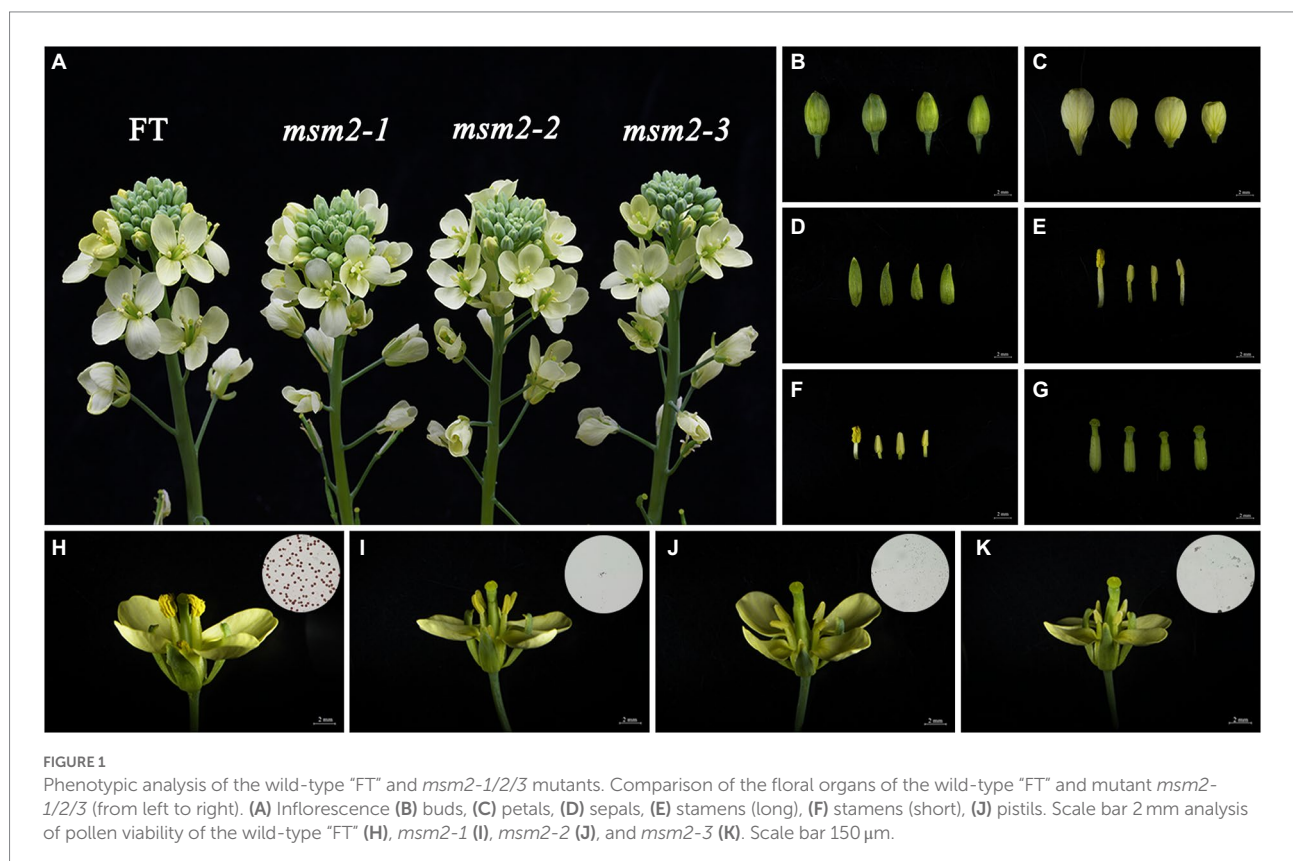 A
FT
msm2-1
msm2-2
msm2-3
B
2 mm
C
2 mm
D
2 mm
E
2 mm
F
2 mm
G
2 mm
H
2 mm
I
2 mm
J
2 mm
K
2 mm
FIGURE 1
Phenotypic analysis of the wild-type “FT” and msm2-1/2/3 mutants. Comparison of the floral organs of the wild-type “FT” and mutant msm2-
1/2/3 (from left to right). (A) Inflorescence (B) buds, (C) petals, (D) sepals, (E) stamens (long), (F) stamens (short), (J) pistils. Scale bar 2 mm analysis
of pollen viability of the wild-type “FT” (H), msm2-1 (I), msm2-2 (J), and msm2-3 (K). Scale bar 150 μm.